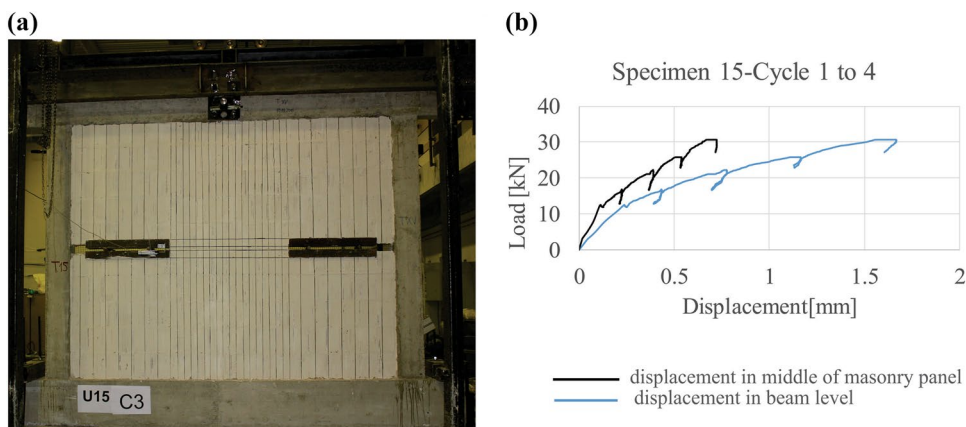 (a)
T15
U15 C3
(b)
Specimen 15-Cycle 1 to 4
Load [kN]
40
30
20
10
0
0 0.5 1 1.5 2
Displacement[mm]
displacement in middle of masonry panel
displacement in beam level